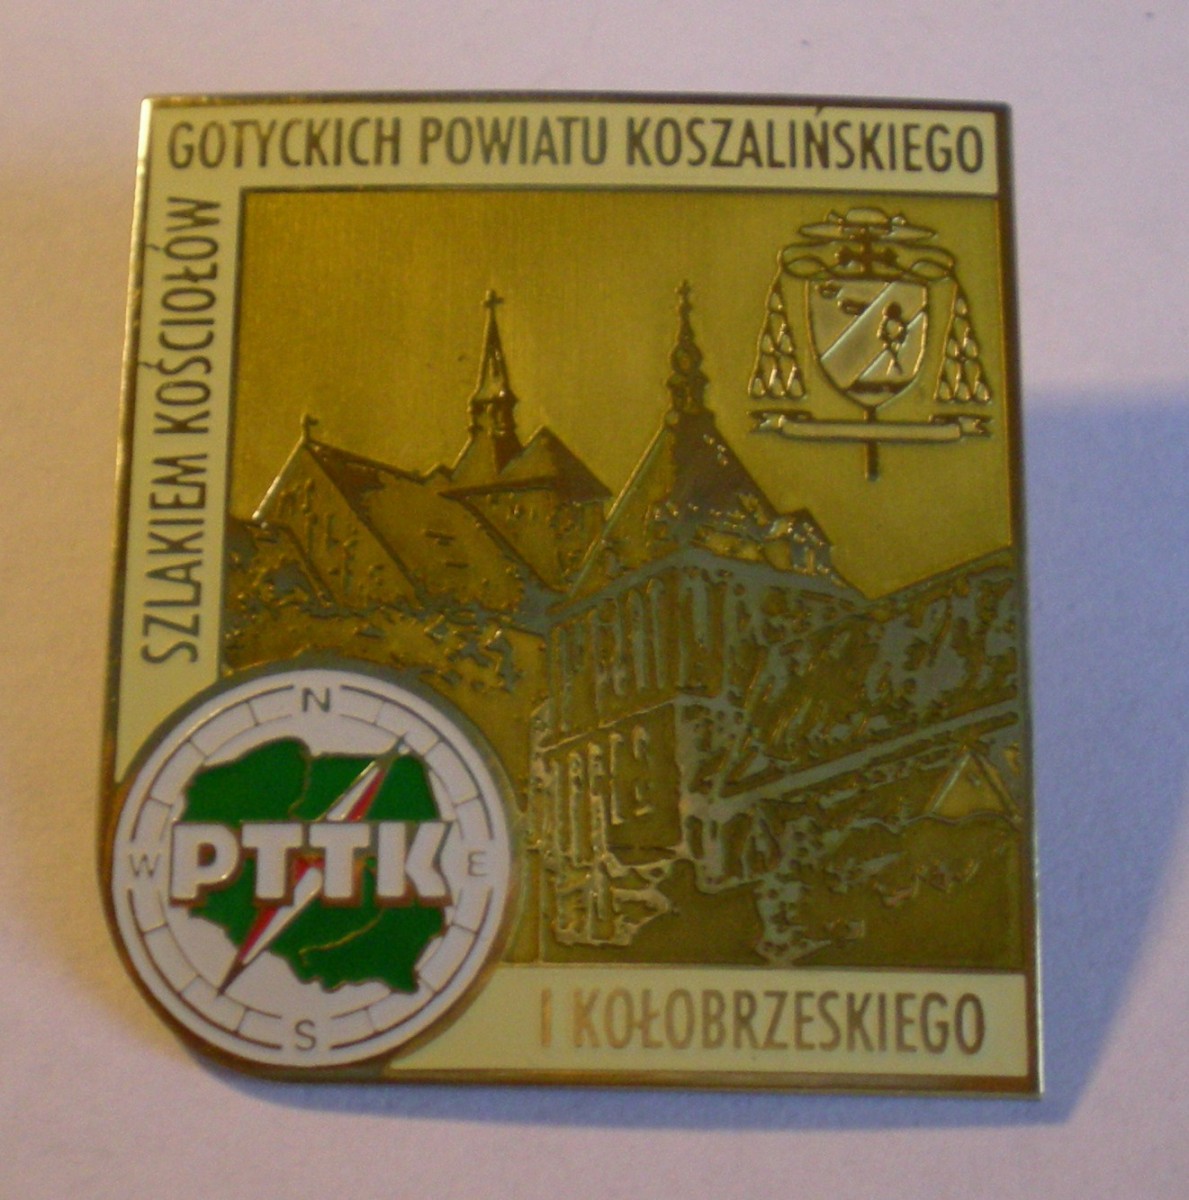 SZLAKIEM KOŚCIOŁÓW
GOTYCKICH POWIATU KOSZALIŃSKIEGO
I KOŁOBRZESKIEGO
N
W
PTTK
E
S